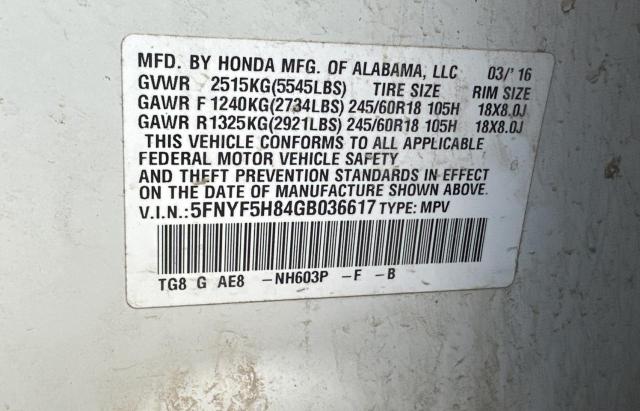 MFD. BY HONDA MFG. OF ALABAMA, LLC 03/'16
GVWR 2515KG(5545LBS) TIRE SIZE RIM SIZE
GAWR F 1240KG(2734LBS) 245/60R18 105H 18X8.0J
GAWR R 1325KG(2921LBS) 245/60R18 105H 18X8.0J
THIS VEHICLE CONFORMS TO ALL APPLICABLE
FEDERAL MOTOR VEHICLE SAFETY
AND THEFT PREVENTION STANDARDS IN EFFECT
ON THE DATE OF MANUFACTURE SHOWN ABOVE.
V.I.N.:5FNYF5H84GB036617 TYPE: MPV
TG8 G AE8 -NH603P -F -B